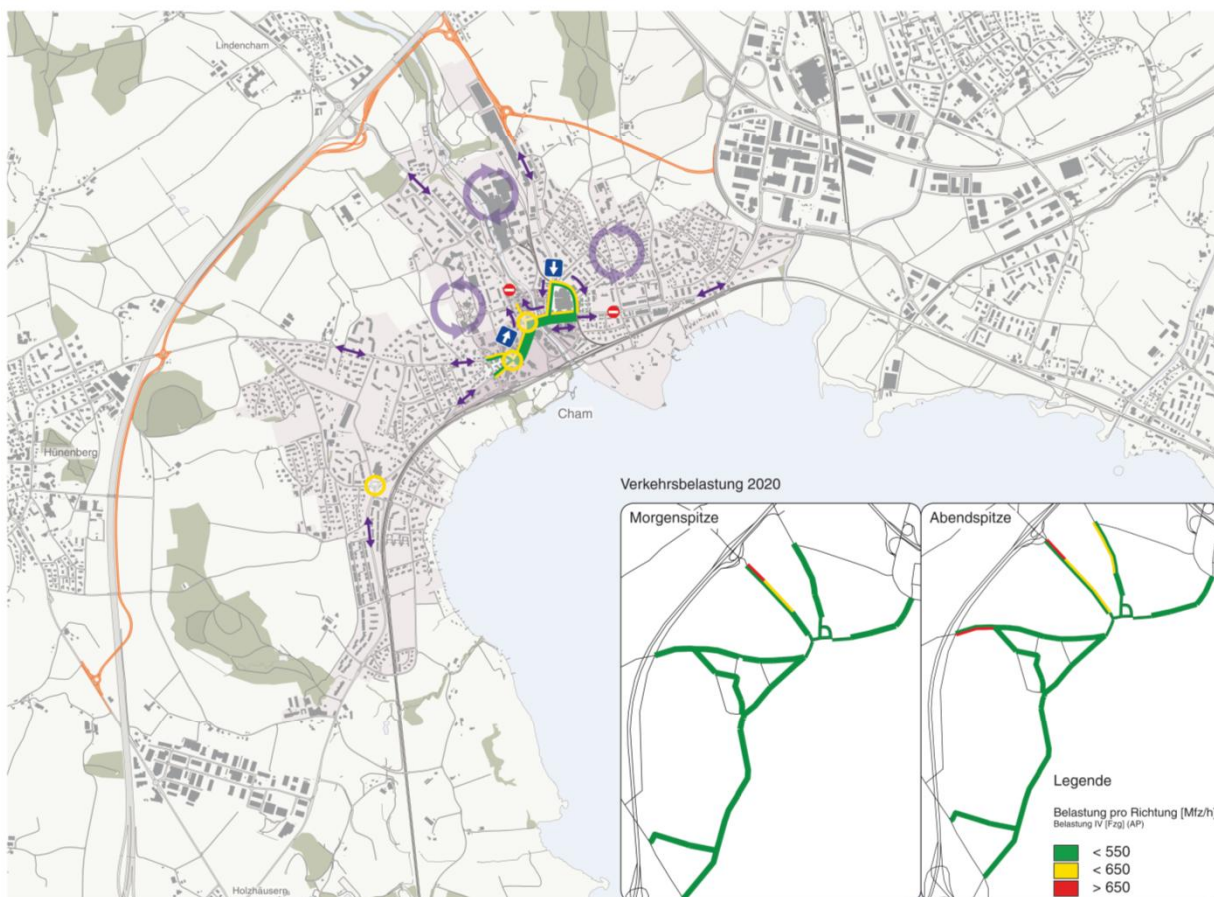 Lindencham
Cham
Hünenberg
Verkehrsbelastung 2020
Morgenspitze
Abendspitze
Legende
Belastung pro Richtung [Mfz/h]
Belastung IV [Fzg] (AP)
< 550
< 650
> 650
Holzhäusern